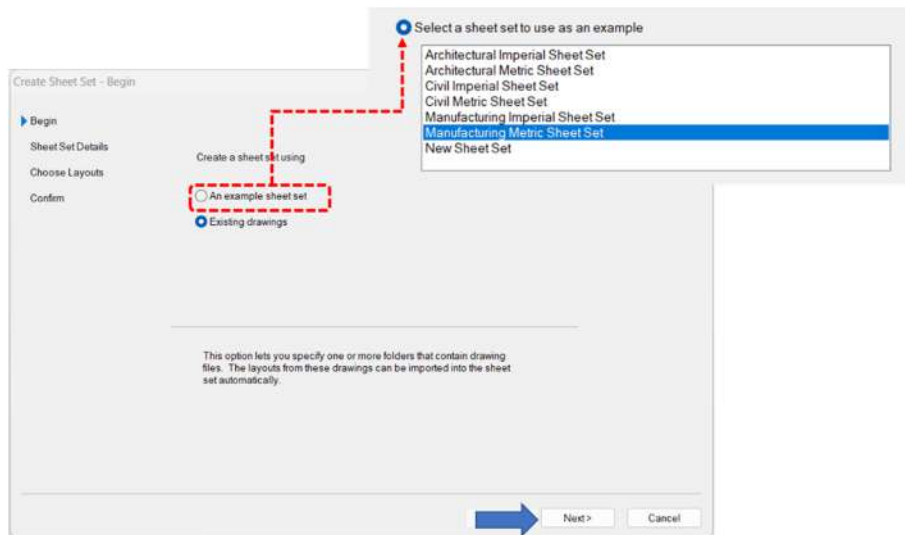 Select a sheet set to use as an example
Architectural Imperial Sheet Set
Architectural Metric Sheet Set
Civil Imperial Sheet Set
Civil Metric Sheet Set
Manufacturing Imperial Sheet Set
Manufacturing Metric Sheet Set
New Sheet Set
Create Sheet Set - Begin
Begin
Sheet Set Details
Choose Layouts
Confirm
Create a sheet set using
An example sheet set
Existing drawings
This option lets you specify one or more folders that contain drawing
files. The layouts from these drawings can be imported into the sheet
set automatically.
Next>
Cancel